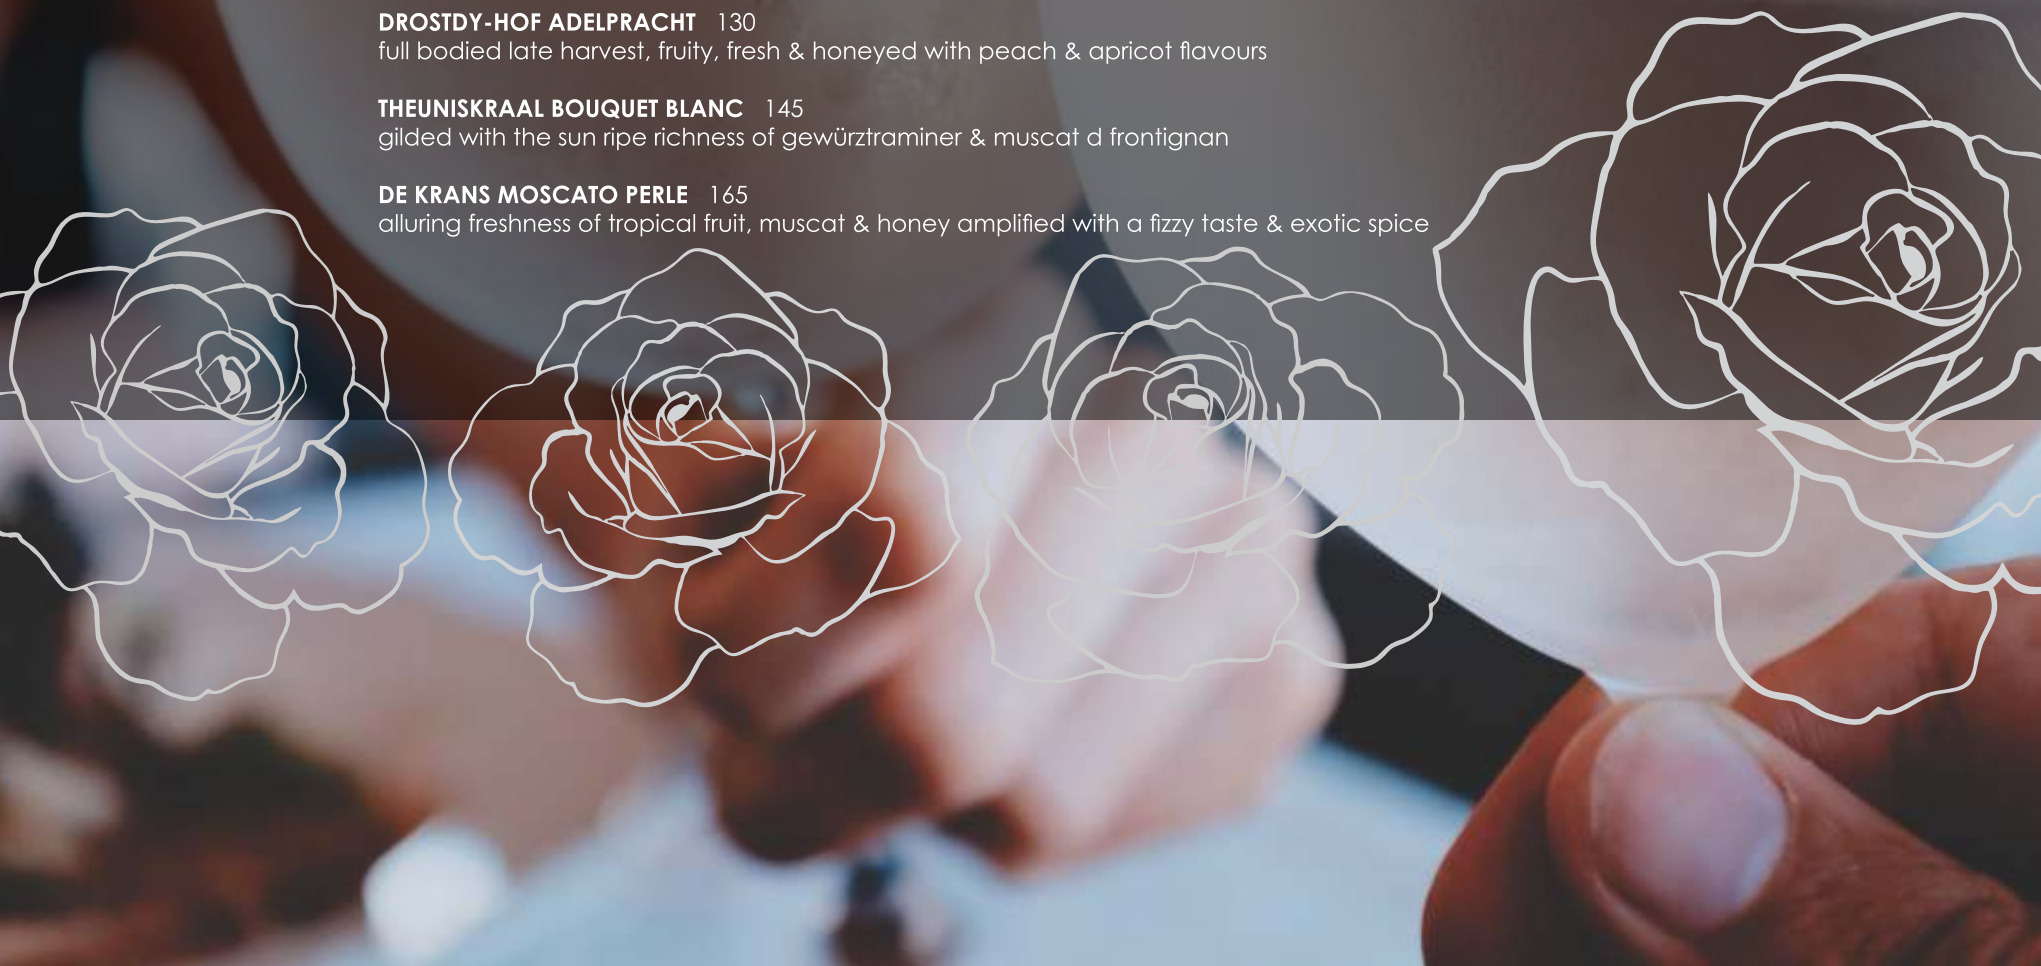 DROSTDY-HOF ADELPRACHT 130
full bodied late harvest, fruity, fresh & honeyed with peach & apricot flavours
THEUNISKRAAL BOUQUET BLANC 145
gilded with the sun ripe richness of gewürztraminer & muscat d frontignan
DE KRANS MOSCATO PERLE 165
alluring freshness of tropical fruit, muscat & honey amplified with a fizzy taste & exotic spice